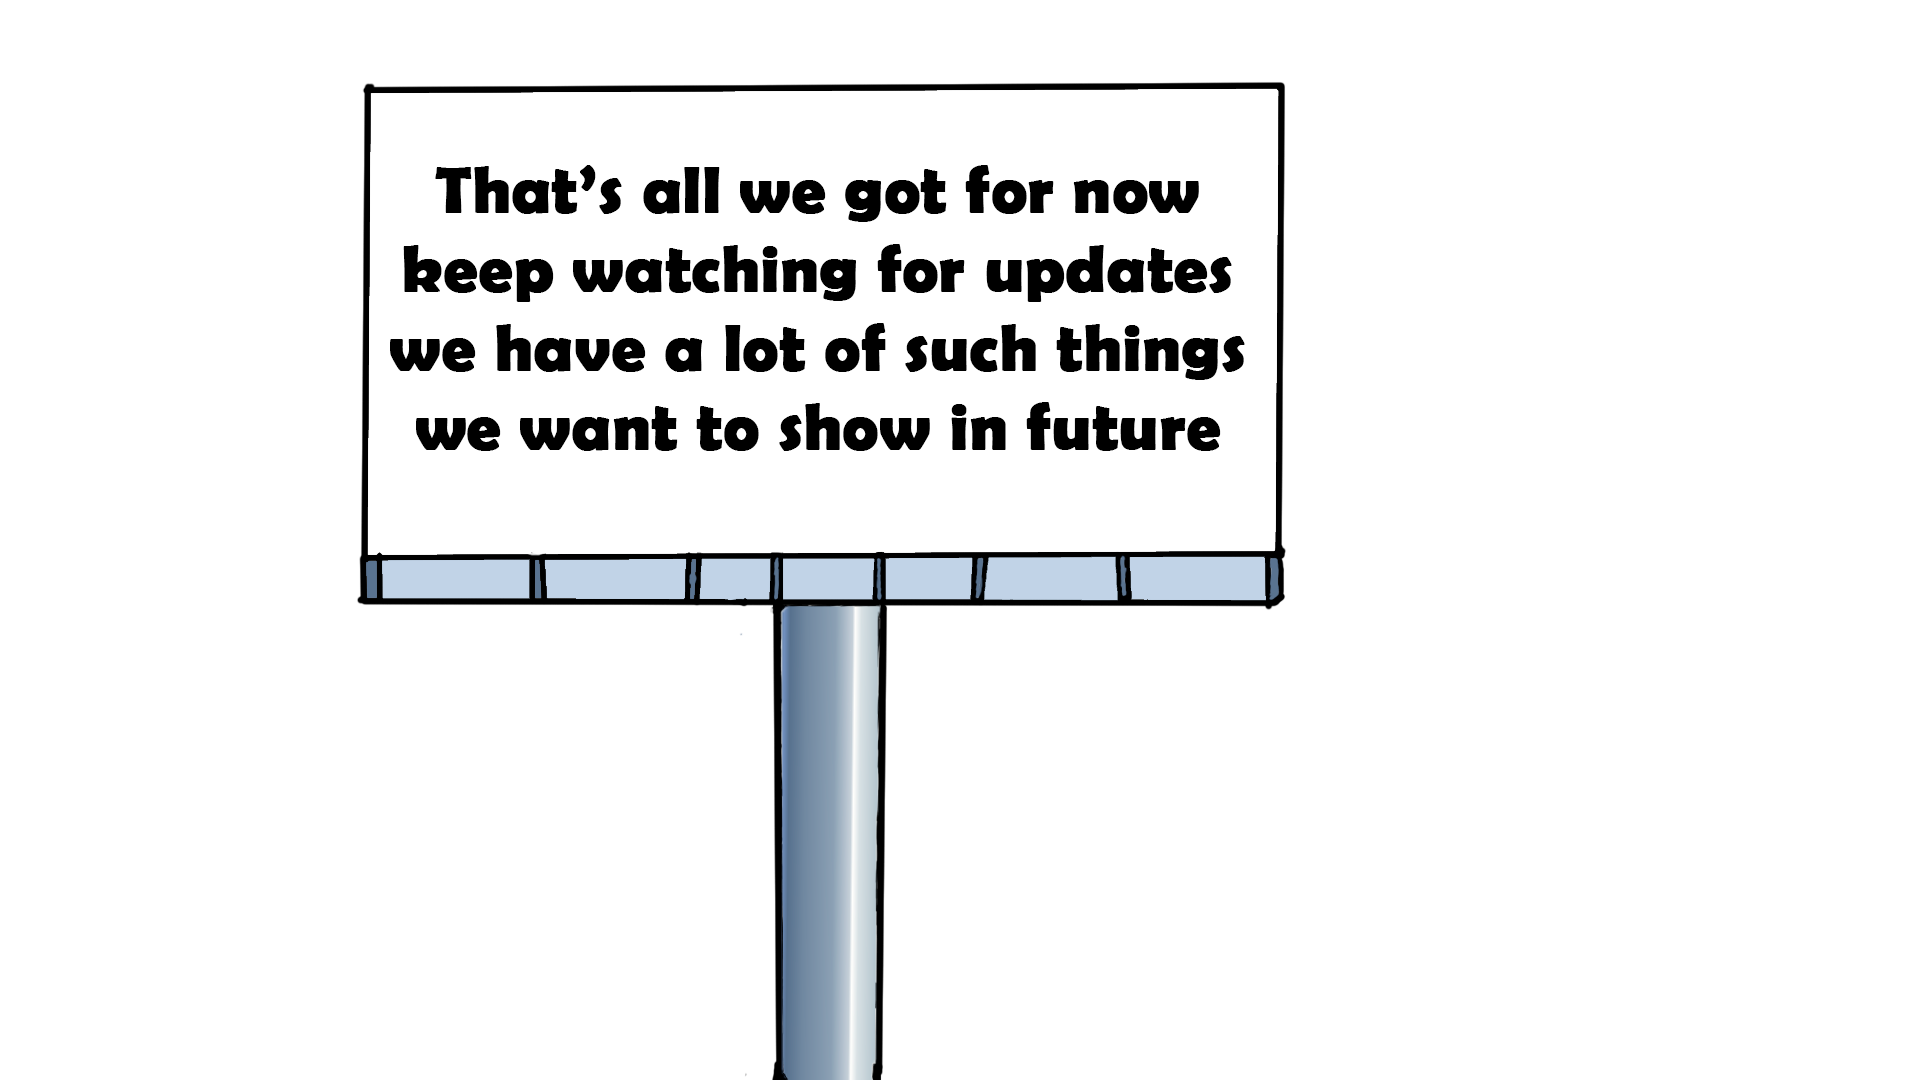 That’s all we got for now
keep watching for updates
we have a lot of such things
we want to show in future